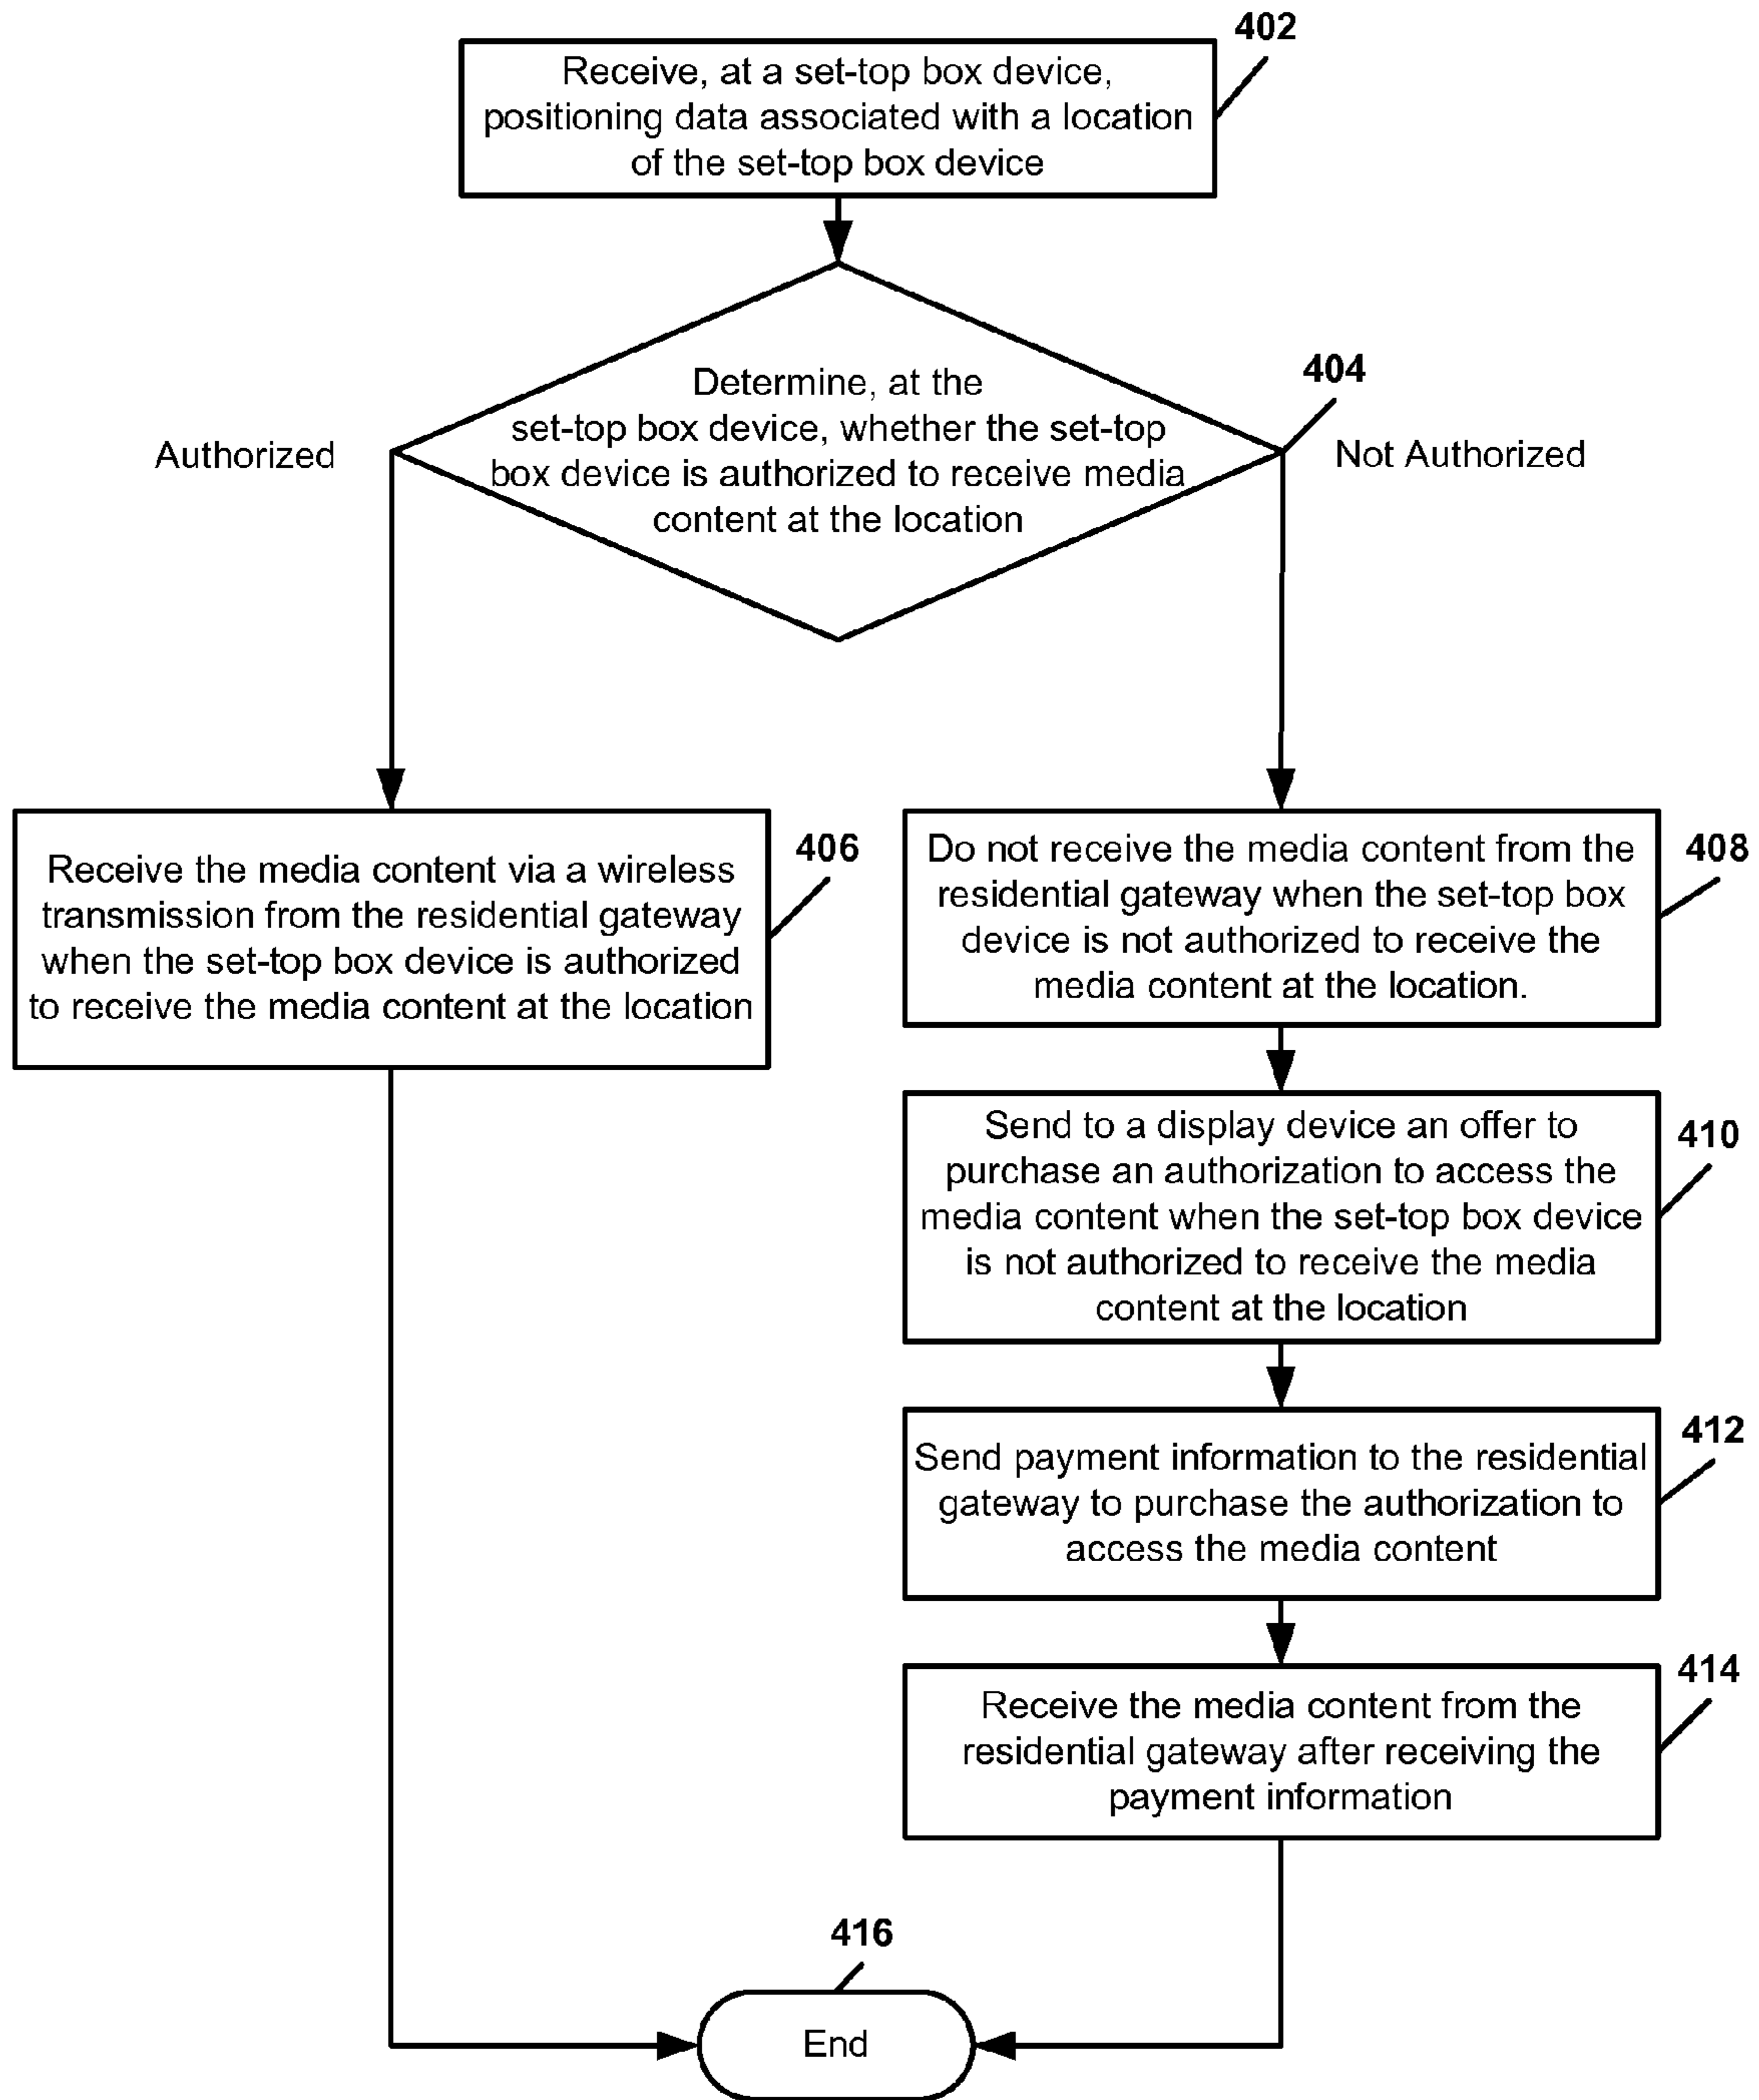 402
Receive, at a set-top box device,
positioning data associated with a location
of the set-top box device
404
Determine, at the
set-top box device, whether the set-top
box device is authorized to receive media
content at the location
Authorized
Not Authorized
406
Receive the media content via a wireless
transmission from the residential gateway
when the set-top box device is authorized
to receive the media content at the location
408
Do not receive the media content from the
residential gateway when the set-top box
device is not authorized to receive the
media content at the location.
410
Send to a display device an offer to
purchase an authorization to access the
media content when the set-top box device
is not authorized to receive the media
content at the location
412
Send payment information to the residential
gateway to purchase the authorization to
access the media content
414
Receive the media content from the
residential gateway after receiving the
payment information
416
End